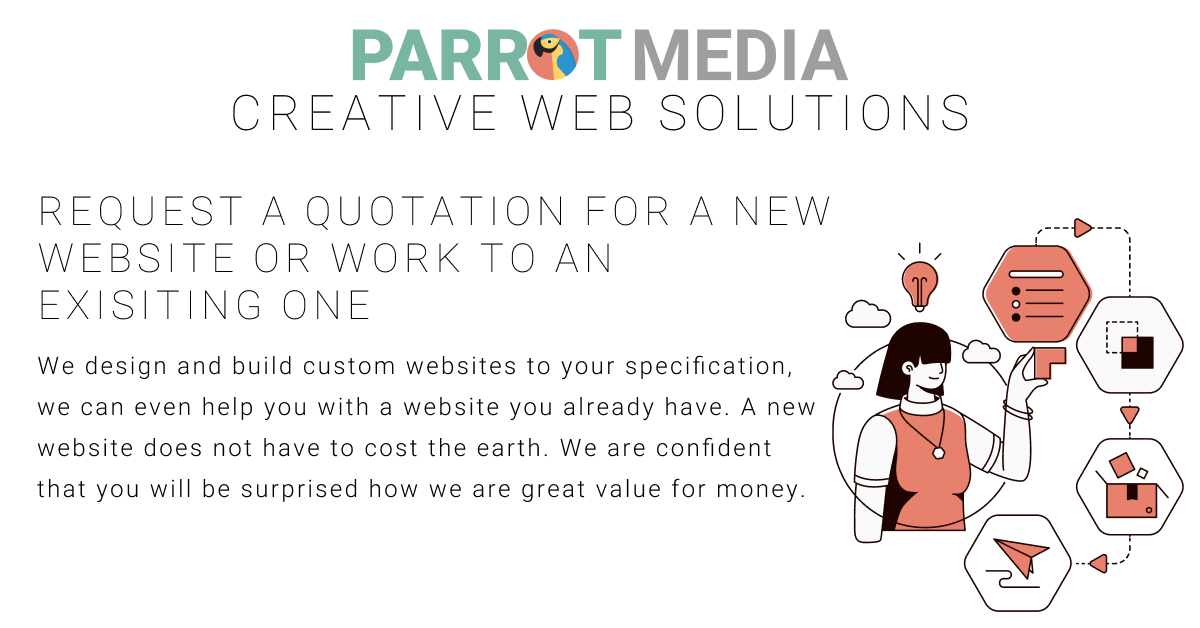 PARROT MEDIA
CREATIVE WEB SOLUTIONS
REQUEST A QUOTATION FOR A NEW
WEBSITE OR WORK TO AN
EXISITING ONE
We design and build custom websites to your specification,
we can even help you with a website you already have. A new
website does not have to cost the earth. We are confident
that you will be surprised how we are great value for money.